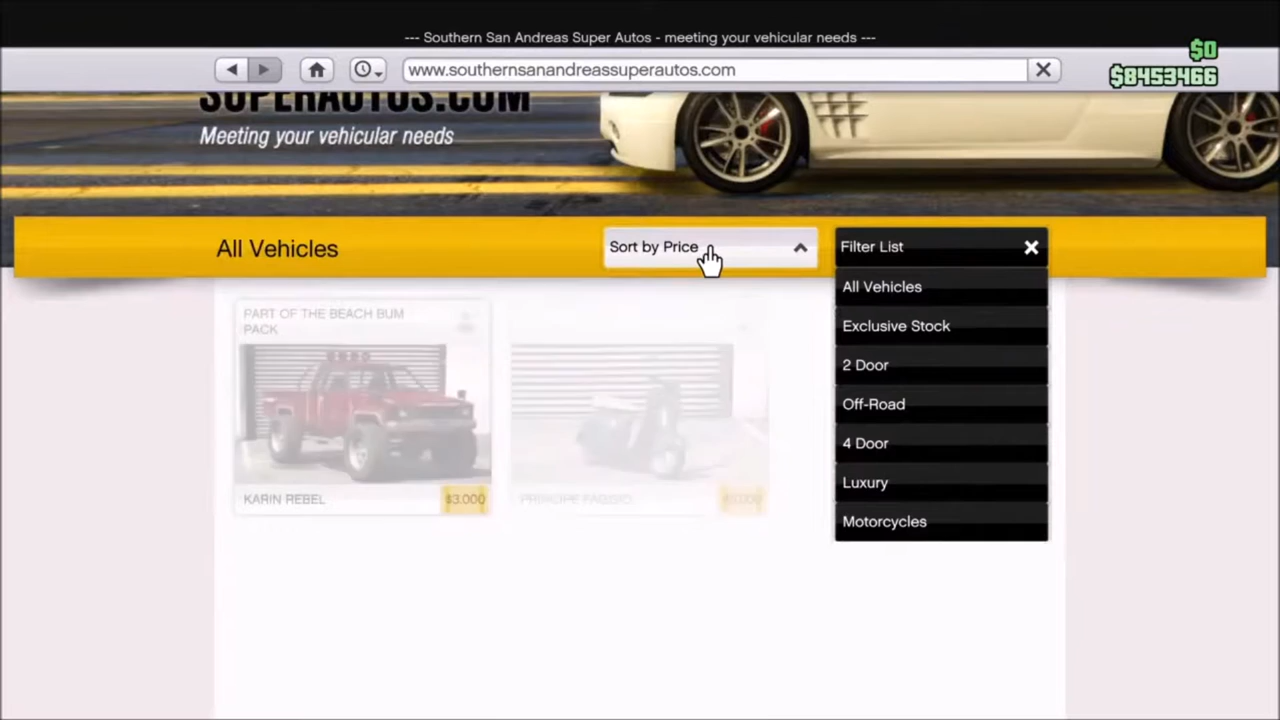 --- Southern San Andreas Super Autos - meeting your vehicular needs ---
$0
www.southernsanandreassuperautos.com
$8453466
SUPERAUTOS.COM
Meeting your vehicular needs
All Vehicles
Sort by Price
Filter List
All Vehicles
Exclusive Stock
2 Door
Off-Road
4 Door
Luxury
Motorcycles
PART OF THE BEACH BUM
PACK
KARIN REBEL
$3,000
PRINCIPE FAGGIO